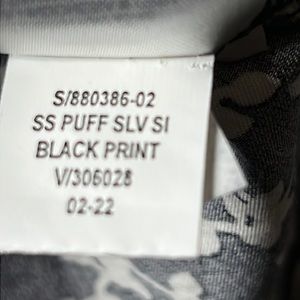 S/880386-02
SS PUFF SLV SI
BLACK PRINT
V/306028
02-22